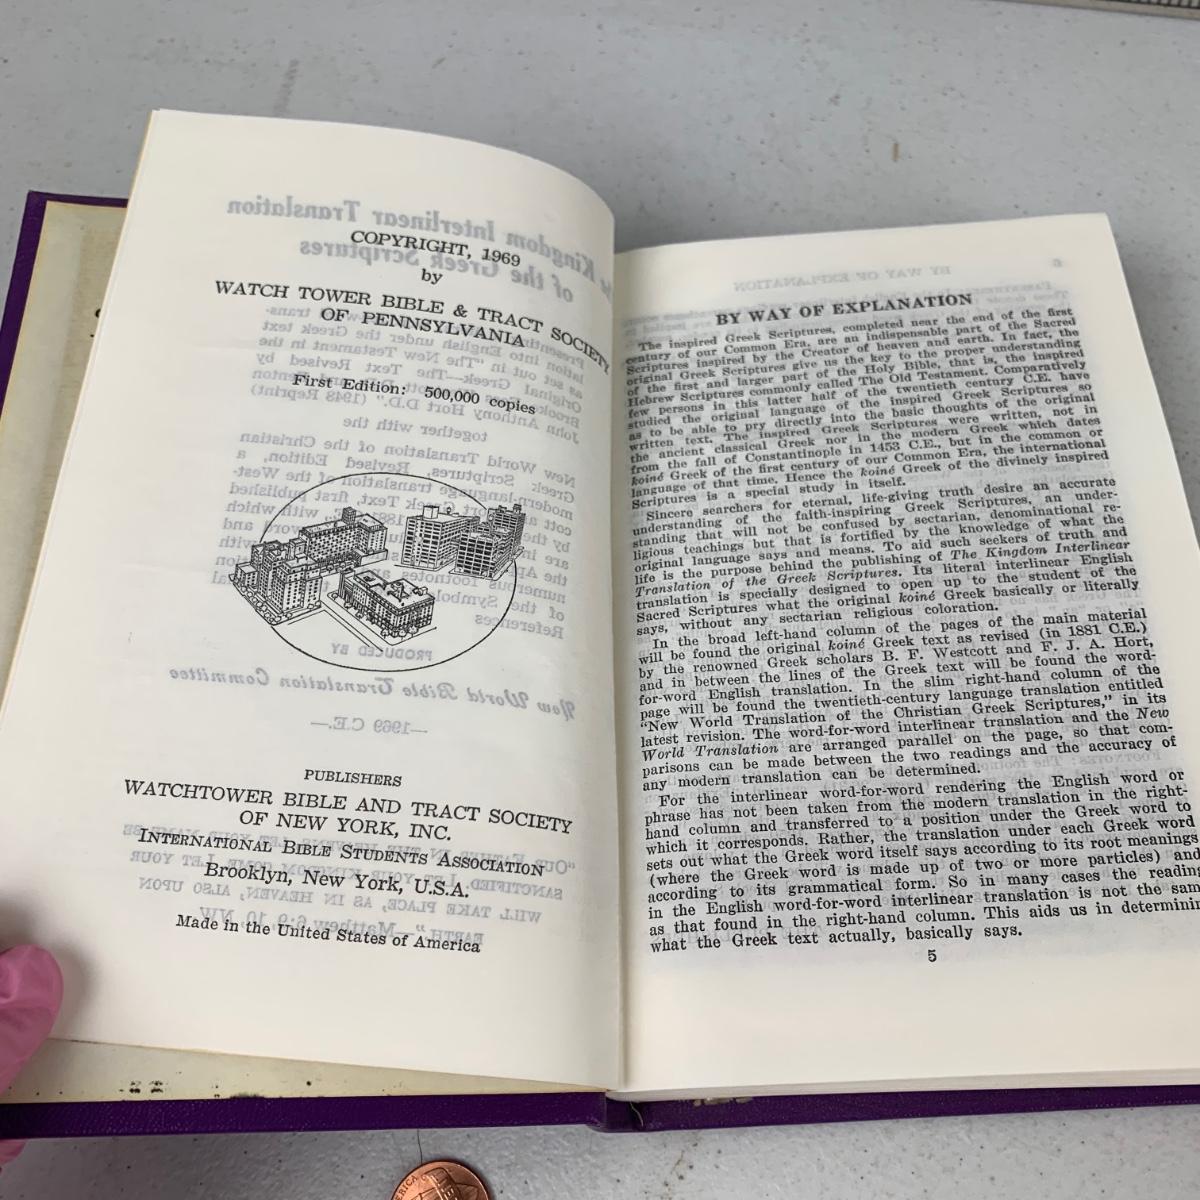 COPYRIGHT, 1969
by
WATCH TOWER BIBLE & TRACT SOCIETY
OF PENNSYLVANIA
First Edition: 500,000 copies
PUBLISHERS
WATCHTOWER BIBLE AND TRACT SOCIETY
OF NEW YORK, INC.
INTERNATIONAL BIBLE STUDENTS ASSOCIATION
Brooklyn, New York, U.S.A.
Made in the United States of America
BY WAY OF EXPLANATION
The inspired Greek Scriptures, completed near the end of the first
century of our Common Era, are an indispensable part of the Sacred
Scriptures inspired by the Creator of heaven and earth. In fact, the
original Greek Scriptures give us the key to the proper understanding
of the first and larger part of the Holy Bible, that is, the inspired
Hebrew Scriptures commonly called The Old Testament. Comparatively
few persons in this latter half of the twentieth century C.E. have
studied the original language of the inspired Greek Scriptures so
as to be able to pry directly into the basic thoughts of the original
written text. The inspired Greek Scriptures were written, not in
the ancient classical Greek nor in the modern Greek which dates
from the fall of Constantinople in 1453 C.E., but in the common or
koiné Greek of the first century of our Common Era, the international
language of that time. Hence the koiné Greek of the divinely inspired
Scriptures is a special study in itself.
Sincere searchers for eternal, life-giving truth desire an accurate
understanding of the faith-inspiring Greek Scriptures, an under-
standing that will not be confused by sectarian, denominational re-
ligious teachings but that is fortified by the knowledge of what the
original language says and means. To aid such seekers of truth and
life is the purpose behind the publishing of The Kingdom Interlinear
Translation of the Greek Scriptures. Its literal interlinear English
translation is specially designed to open up to the student of the
Sacred Scriptures what the original koiné Greek basically or literally
says, without any sectarian religious coloration.
In the broad left-hand column of the pages of the main material
will be found the original koiné Greek text as revised (in 1881 C.E.)
by the renowned Greek scholars B. F. Westcott and F. J. A. Hort,
and in between the lines of the Greek text will be found the word-
for-word English translation. In the slim right-hand column of the
page will be found the twentieth-century language translation entitled
“New World Translation of the Christian Greek Scriptures,” in its
latest revision. The word-for-word interlinear translation and the New
World Translation are arranged parallel on the page, so that com-
parisons can be made between the two readings and the accuracy of
any modern translation can be determined.
For the interlinear word-for-word rendering the English word or
phrase has not been taken from the modern translation in the right-
hand column and transferred to a position under the Greek word to
which it corresponds. Rather, the translation under each Greek word
sets out what the Greek word itself says according to its root meanings
(where the Greek word is made up of two or more particles) and
according to its grammatical form. So in many cases the reading
in the English word-for-word interlinear translation is not the sam
as that found in the right-hand column. This aids us in determinin
what the Greek text actually, basically says.
5